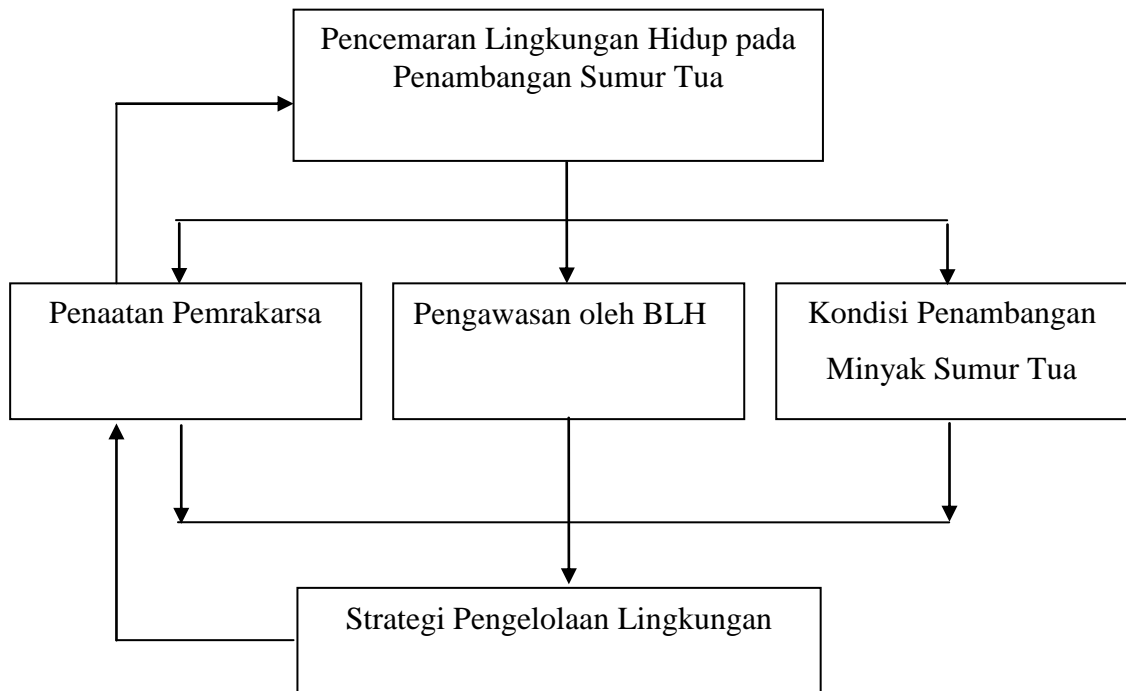 Pencemaran Lingkungan Hidup pada
Penambangan Sumur Tua
Penaatan Pemrakarsa
Pengawasan oleh BLH
Kondisi Penambangan
Minyak Sumur Tua
Strategi Pengelolaan Lingkungan